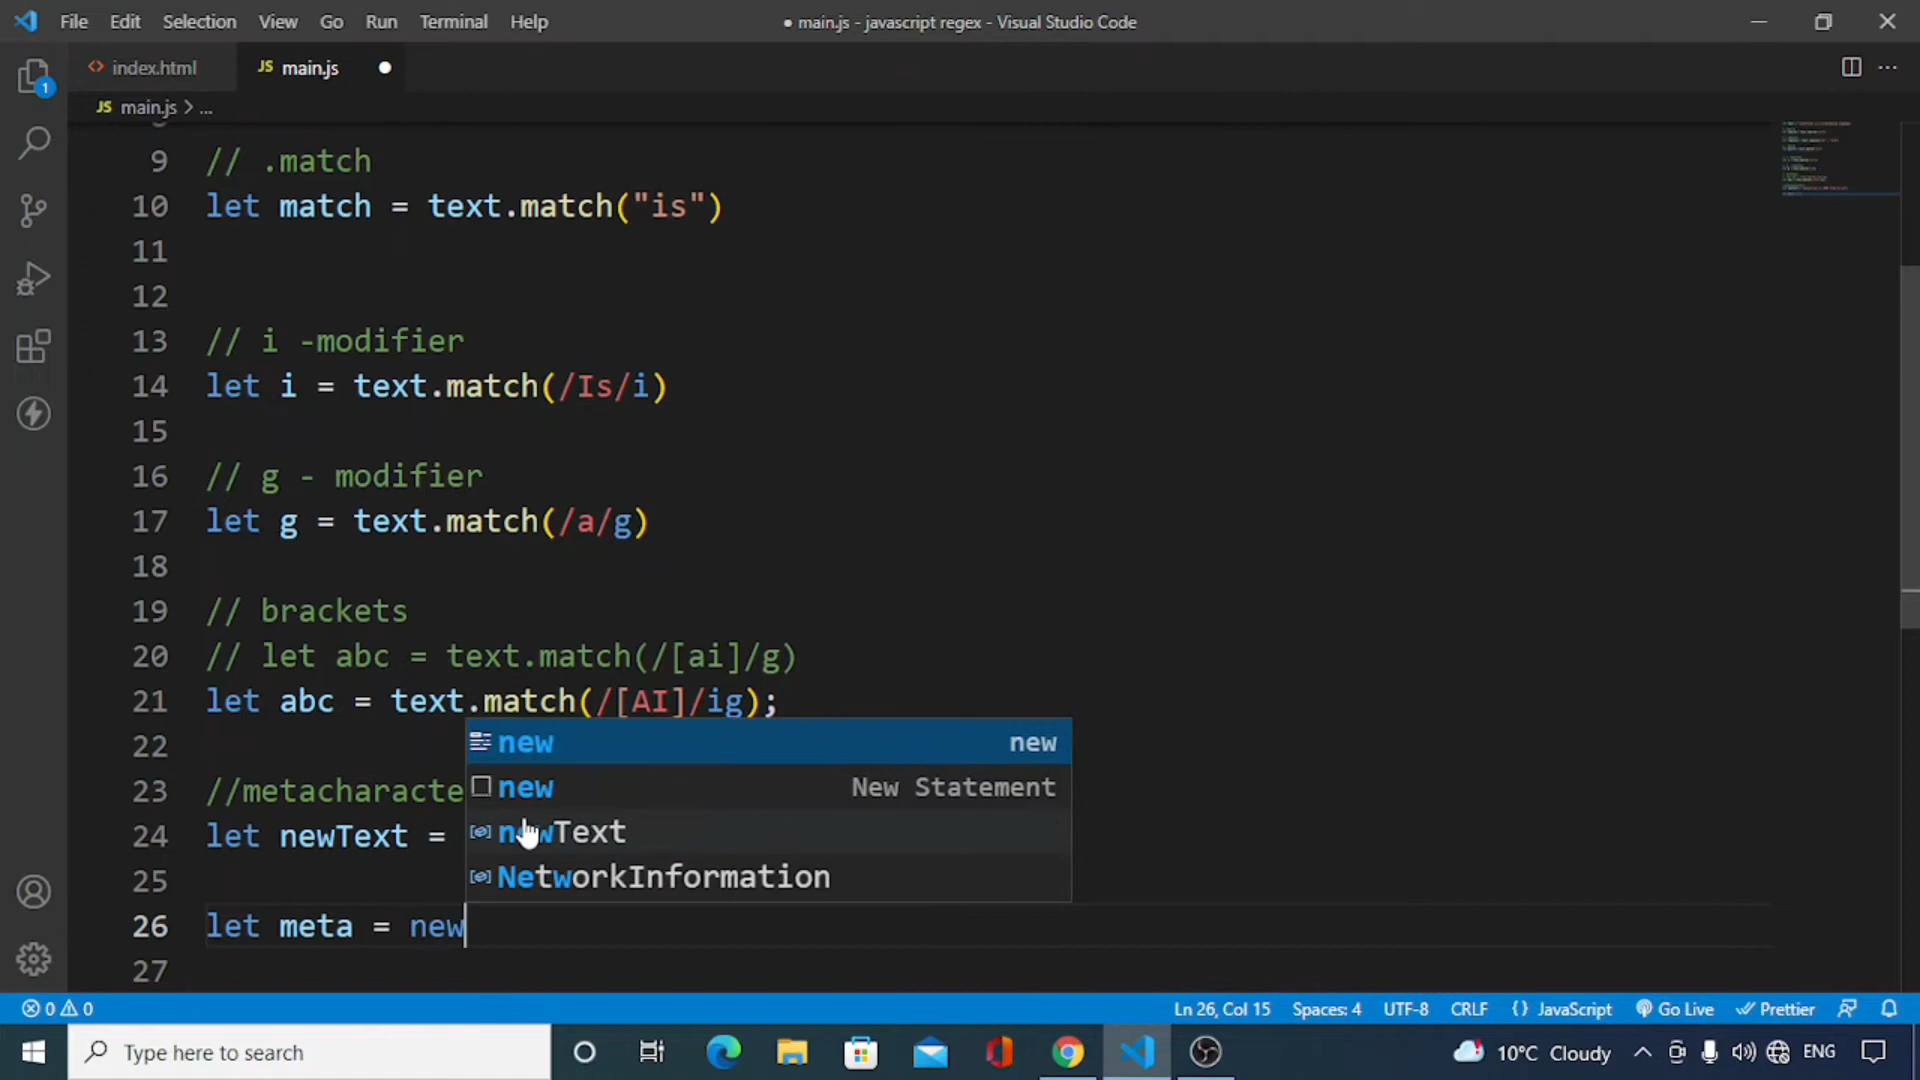 File Edit Selection View Go Run Terminal Help ● main.js - javascript regex - Visual Studio Code
index.html JS main.js
JS main.js > ...
1
9 // .match
10 let match = text.match("is")
11
12
13 // i -modifier
14 let i = text.match(/Is/i)
15
16 // g - modifier
17 let g = text.match(/a/g)
18
19 // brackets
20 // let abc = text.match(/[ai]/g)
21 let abc = text.match(/[AI]/ig);
22
new new
23 //metacharacte
new New Statement
24 let newText =
newText
25
NetworkInformation
26 let meta = new
27
0 0 Ln 26, Col 15 Spaces: 4 UTF-8 CRLF {} JavaScript Go Live Prettier
Type here to search 10°C Cloudy ENG